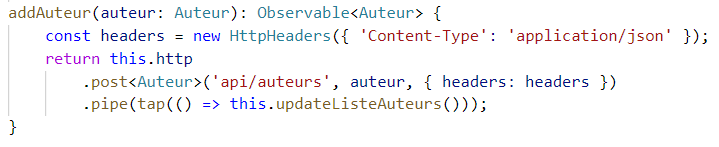 addAuteur(auteur: Auteur): Observable<Auteur> {
    const headers = new HttpHeaders({ 'Content-Type': 'application/json' });
    return this.http
        .post<Auteur>('api/auteurs', auteur, { headers: headers })
        .pipe(tap(() => this.updateListeAuteurs()));
}